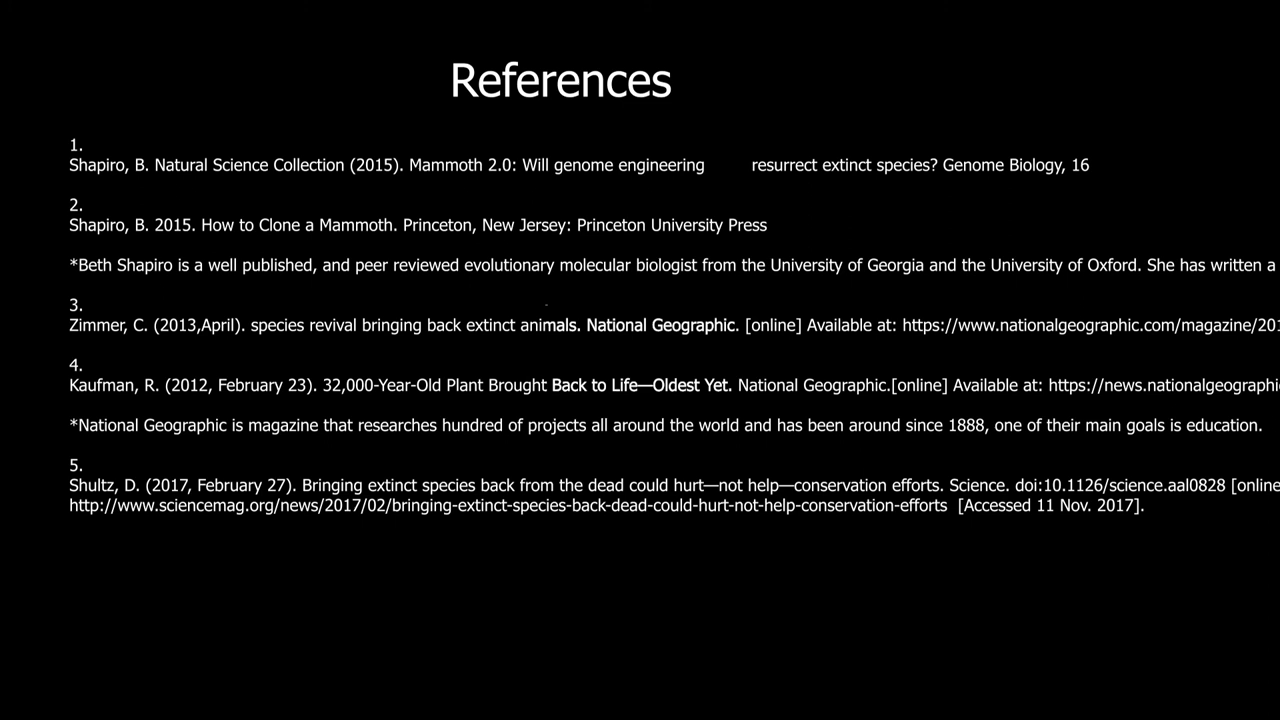 References
1.
Shapiro, B. Natural Science Collection (2015). Mammoth 2.0: Will genome engineering resurrect extinct species? Genome Biology, 16
2.
Shapiro, B. 2015. How to Clone a Mammoth. Princeton, New Jersey: Princeton University Press
*Beth Shapiro is a well published, and peer reviewed evolutionary molecular biologist from the University of Georgia and the University of Oxford. She has written a
3.
Zimmer, C. (2013,April). species revival bringing back extinct animals. National Geographic. [online] Available at: https://www.nationalgeographic.com/magazine/201
4.
Kaufman, R. (2012, February 23). 32,000-Year-Old Plant Brought Back to Life—Oldest Yet. National Geographic.[online] Available at: https://news.nationalgeographi
*National Geographic is magazine that researches hundred of projects all around the world and has been around since 1888, one of their main goals is education.
5.
Shultz, D. (2017, February 27). Bringing extinct species back from the dead could hurt—not help—conservation efforts. Science. doi:10.1126/science.aal0828 [online
http://www.sciencemag.org/news/2017/02/bringing-extinct-species-back-dead-could-hurt-not-help-conservation-efforts [Accessed 11 Nov. 2017].